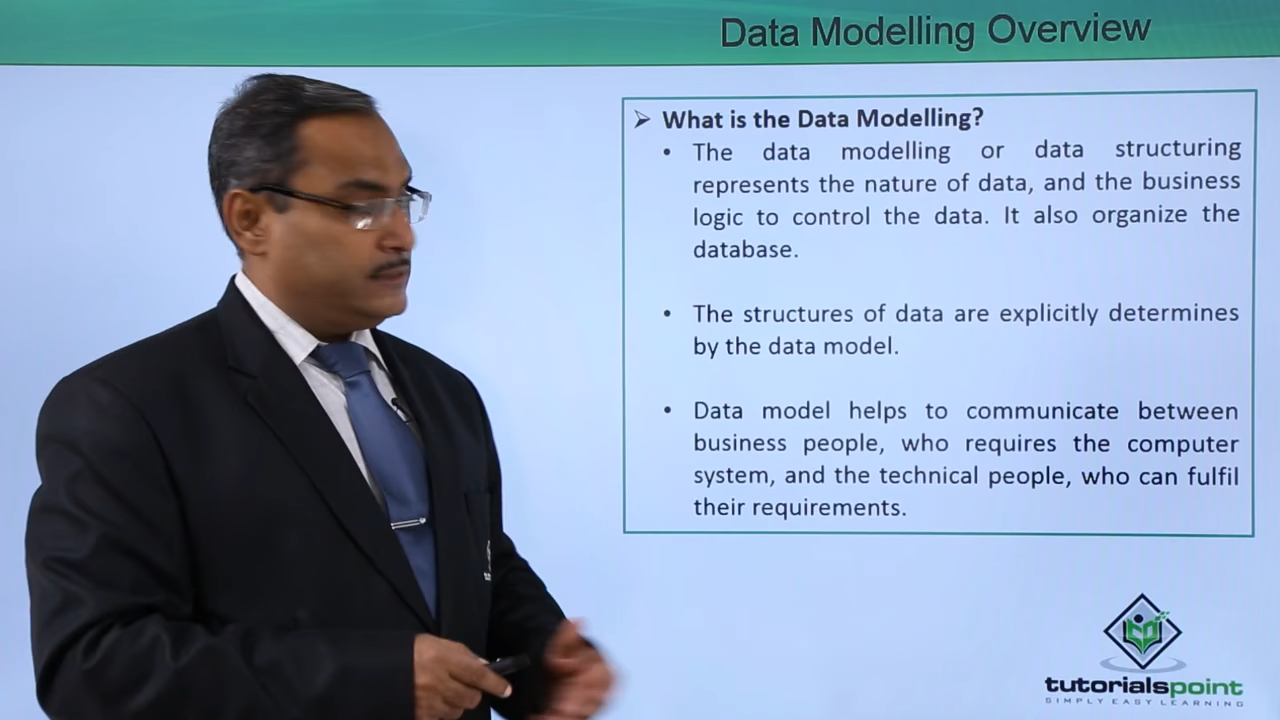 Data Modelling Overview
What is the Data Modelling?
• The data modelling or data structuring
represents the nature of data, and the business
logic to control the data. It also organize the
database.
• The structures of data are explicitly determines
by the data model.
• Data model helps to communicate between
business people, who requires the computer
system, and the technical people, who can fulfil
their requirements.
tutorialspoint
SIMPLY EASY LEARNING